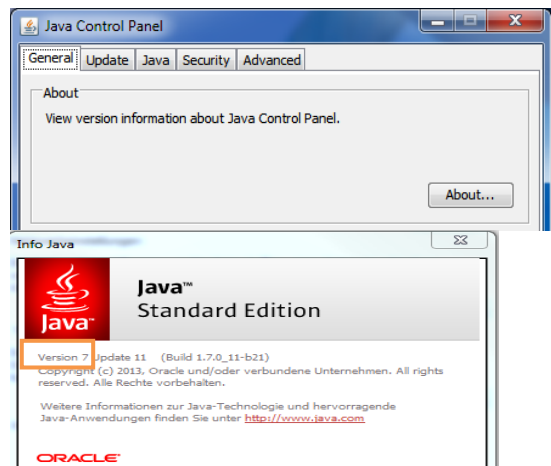 Java Control Panel
General Update Java Security Advanced
About
View version information about Java Control Panel.
About...
Info Java
Java™
Java™
Standard Edition
Version 7 Update 11 (Build 1.7.0_11-b21)
Copyright (c) 2013, Oracle und/oder verbundene Unternehmen. All rights
reserved. Alle Rechte vorbehalten.
Weitere Informationen zur Java-Technologie und hervorragende
Java-Anwendungen finden Sie unter http://www.java.com
ORACLE